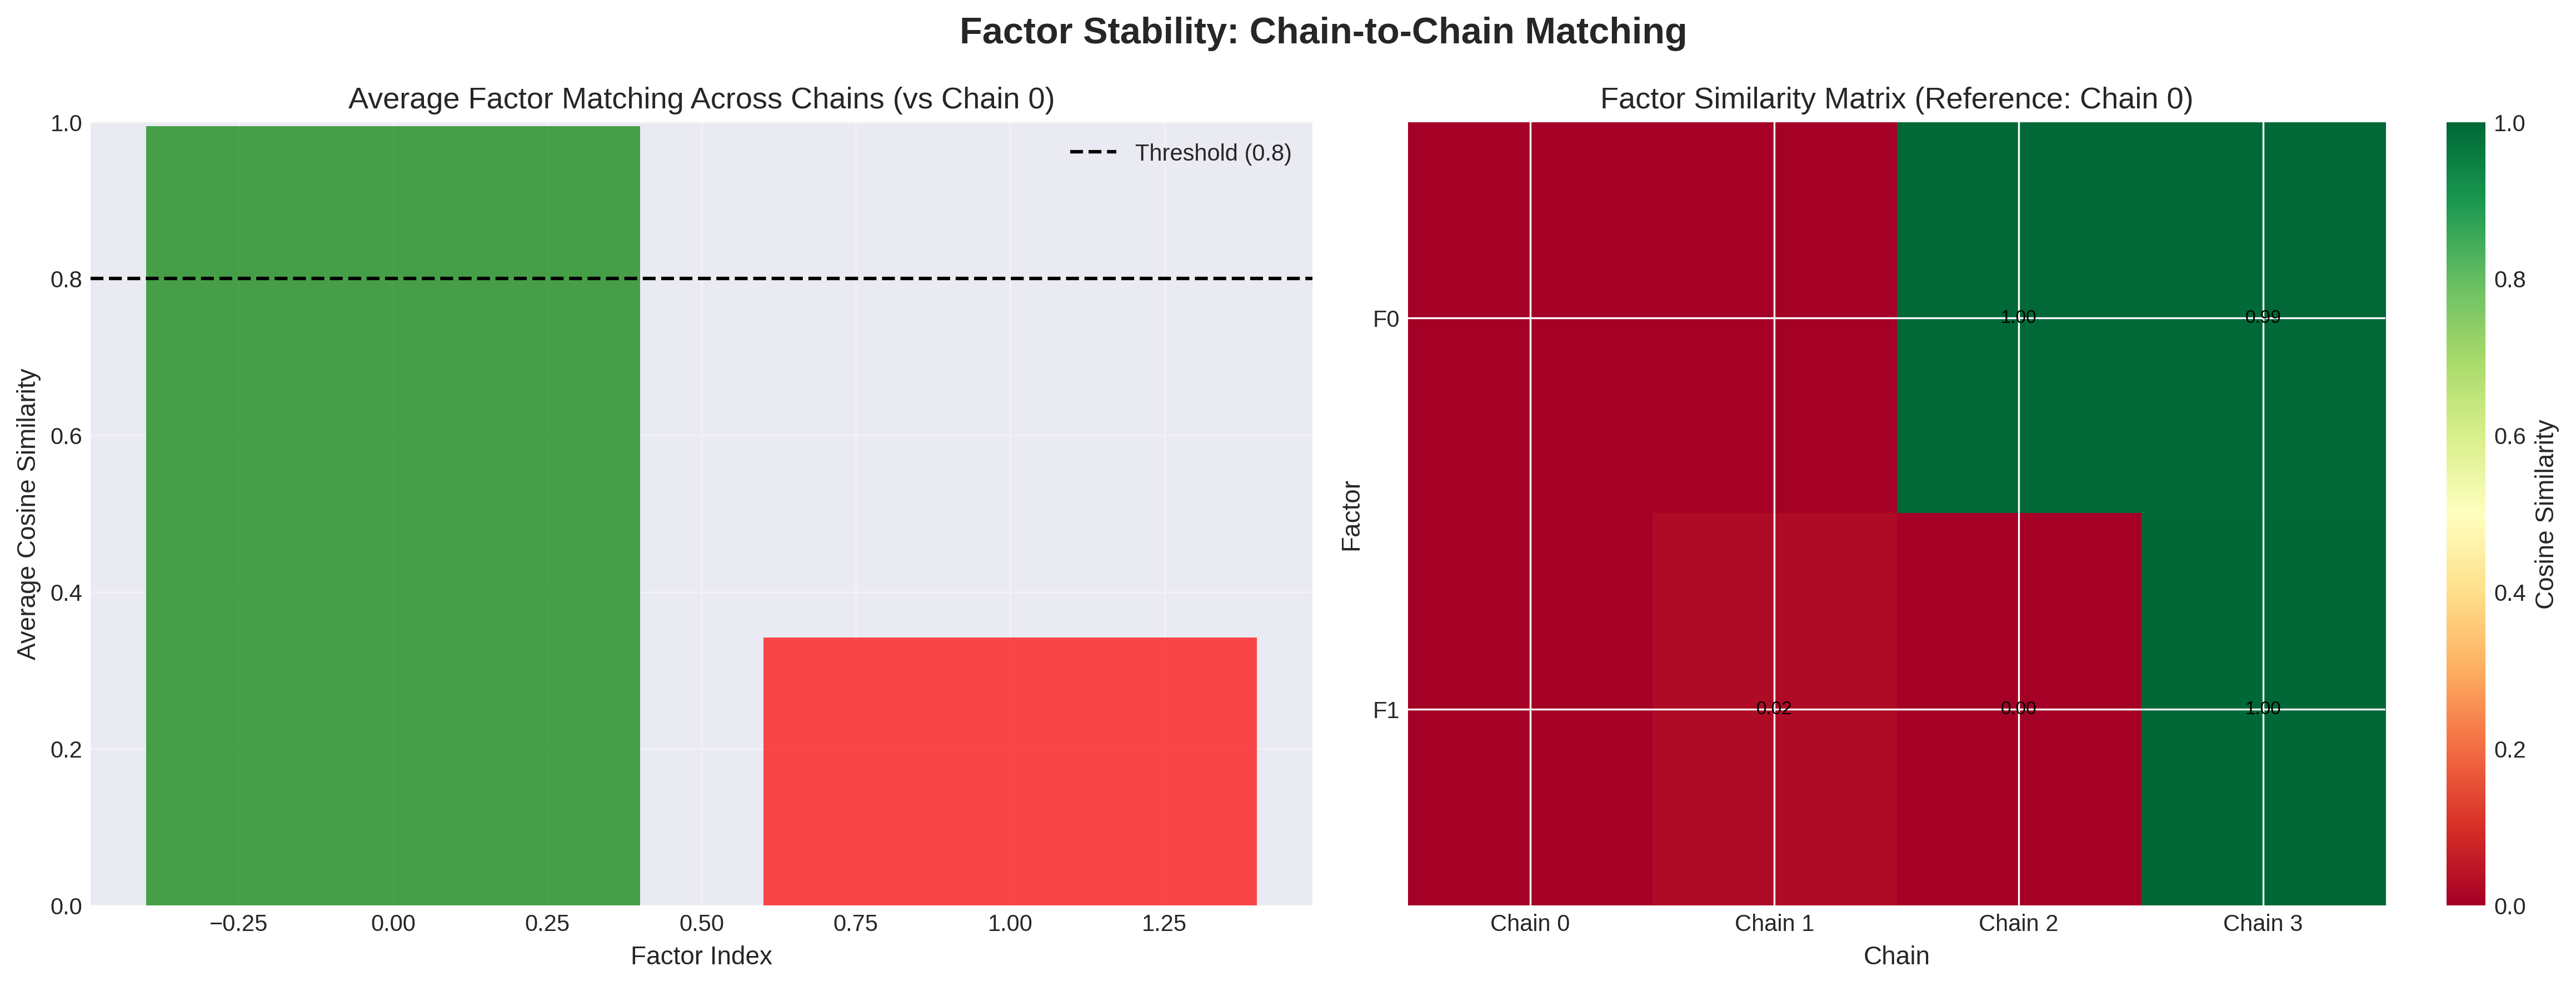 Factor Stability: Chain-to-Chain Matching
Average Factor Matching Across Chains (vs Chain 0)
1.0
0.8
0.6
0.4
0.2
0.0
Average Cosine Similarity
Threshold (0.8)
−0.25 0.00 0.25 0.50 0.75 1.00 1.25
Factor Index
Factor Similarity Matrix (Reference: Chain 0)
Factor
F0 1.00 0.99
F1 0.02 0.00 1.00
Chain 0 Chain 1 Chain 2 Chain 3
Chain
1.0
0.8
0.6
0.4
0.2
0.0
Cosine Similarity